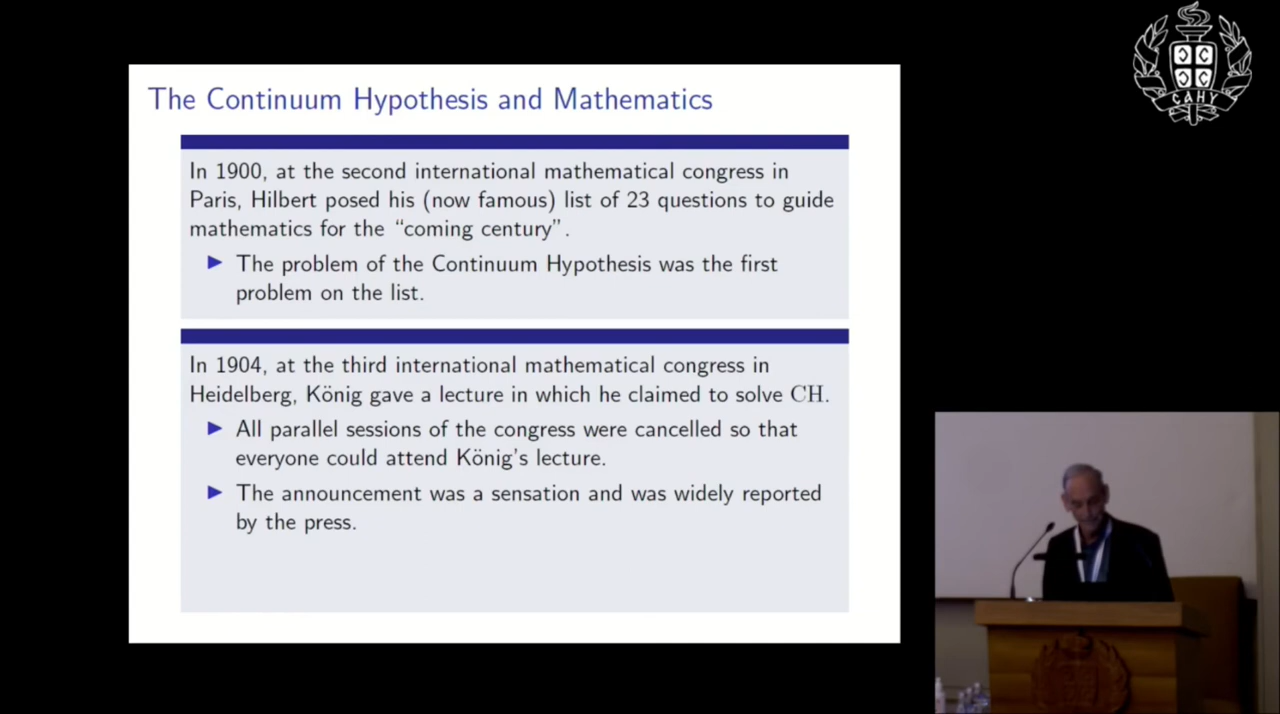 The Continuum Hypothesis and Mathematics
In 1900, at the second international mathematical congress in
Paris, Hilbert posed his (now famous) list of 23 questions to guide
mathematics for the “coming century”.
The problem of the Continuum Hypothesis was the first
problem on the list.
In 1904, at the third international mathematical congress in
Heidelberg, König gave a lecture in which he claimed to solve CH.
All parallel sessions of the congress were cancelled so that
everyone could attend König's lecture.
The announcement was a sensation and was widely reported
by the press.
САНУ